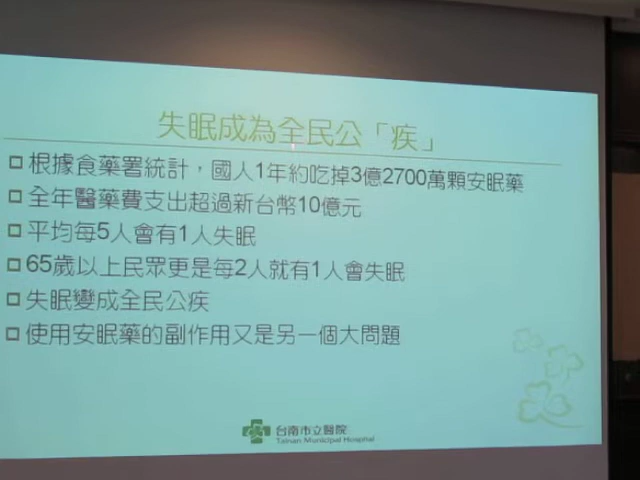 失眠成為全民公「疾」
□根據食藥署統計，國人1年約吃掉3億2700萬顆安眠藥
□全年醫藥費支出超過新台幣10億元
□平均每5人會有1人失眠
□65歲以上民眾更是每2人就有1人會失眠
□失眠變成全民公疾
□使用安眠藥的副作用又是另一個大問題
台南市立醫院
Tainan Municipal Hospital